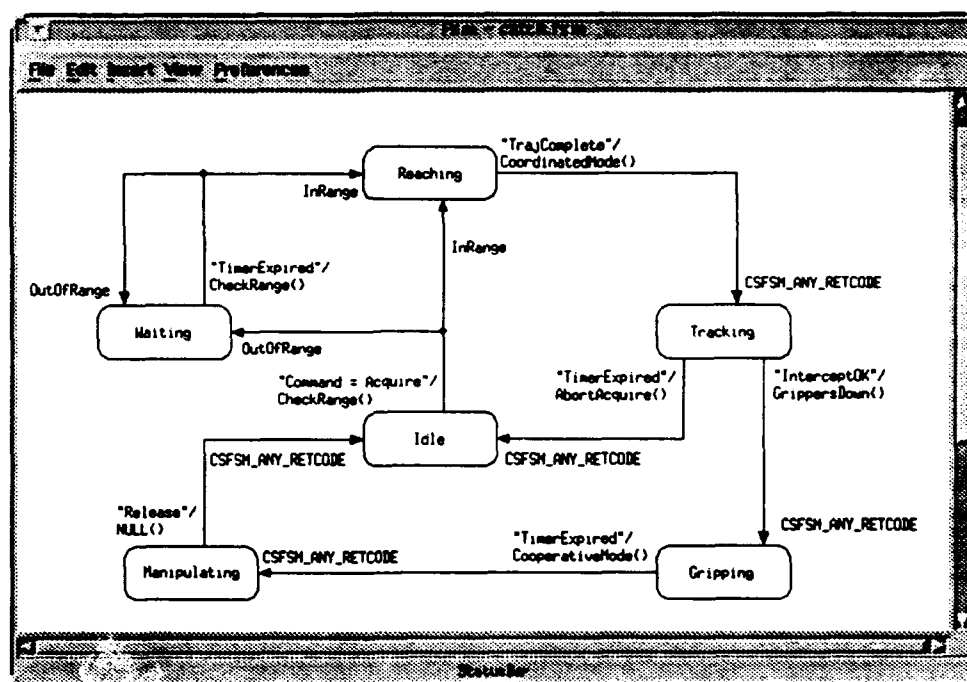 File Edit Insert View Preferences
"TrajComplete"/
CoordinatedMode()
Reaching
InRange
InRange
"TimerExpired"/
CheckRange()
OutOfRange
CSFSM_ANY_RETCODE
Waiting
Tracking
OutOfRange
"Command = Acquire"/
CheckRange()
"TimerExpired"/
AbortAcquire()
"InterceptOK"/
GrippersDown()
Idle
CSFSM_ANY_RETCODE
CSFSM_ANY_RETCODE
"Release"/
NULL()
CSFSM_ANY_RETCODE
"TimerExpired"/
CooperativeMode()
CSFSM_ANY_RETCODE
Manipulating
Gripping
StatusBar